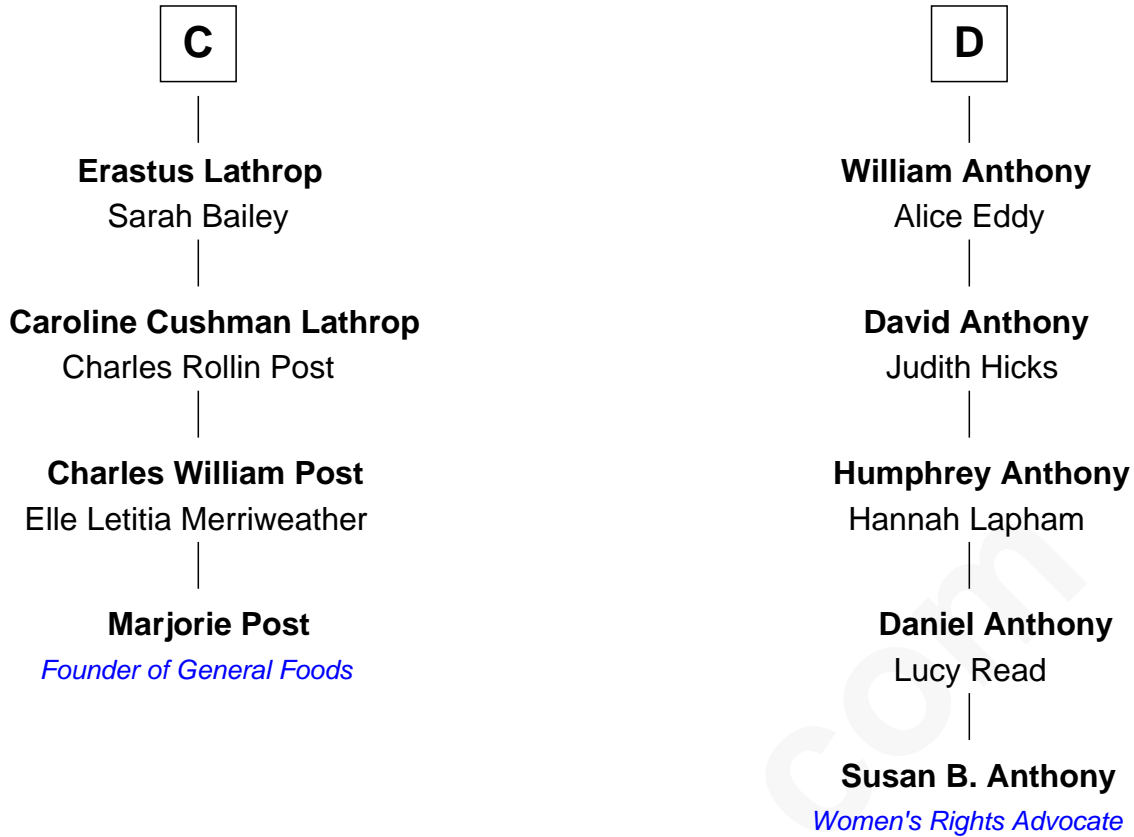 C
Erastus Lathrop
Sarah Bailey
Caroline Cushman Lathrop
Charles Rollin Post
Charles William Post
Elle Letitia Merriweather
Marjorie Post
Founder of General Foods
D
William Anthony
Alice Eddy
David Anthony
Judith Hicks
Humphrey Anthony
Hannah Lapham
Daniel Anthony
Lucy Read
Susan B. Anthony
Women's Rights Advocate
com